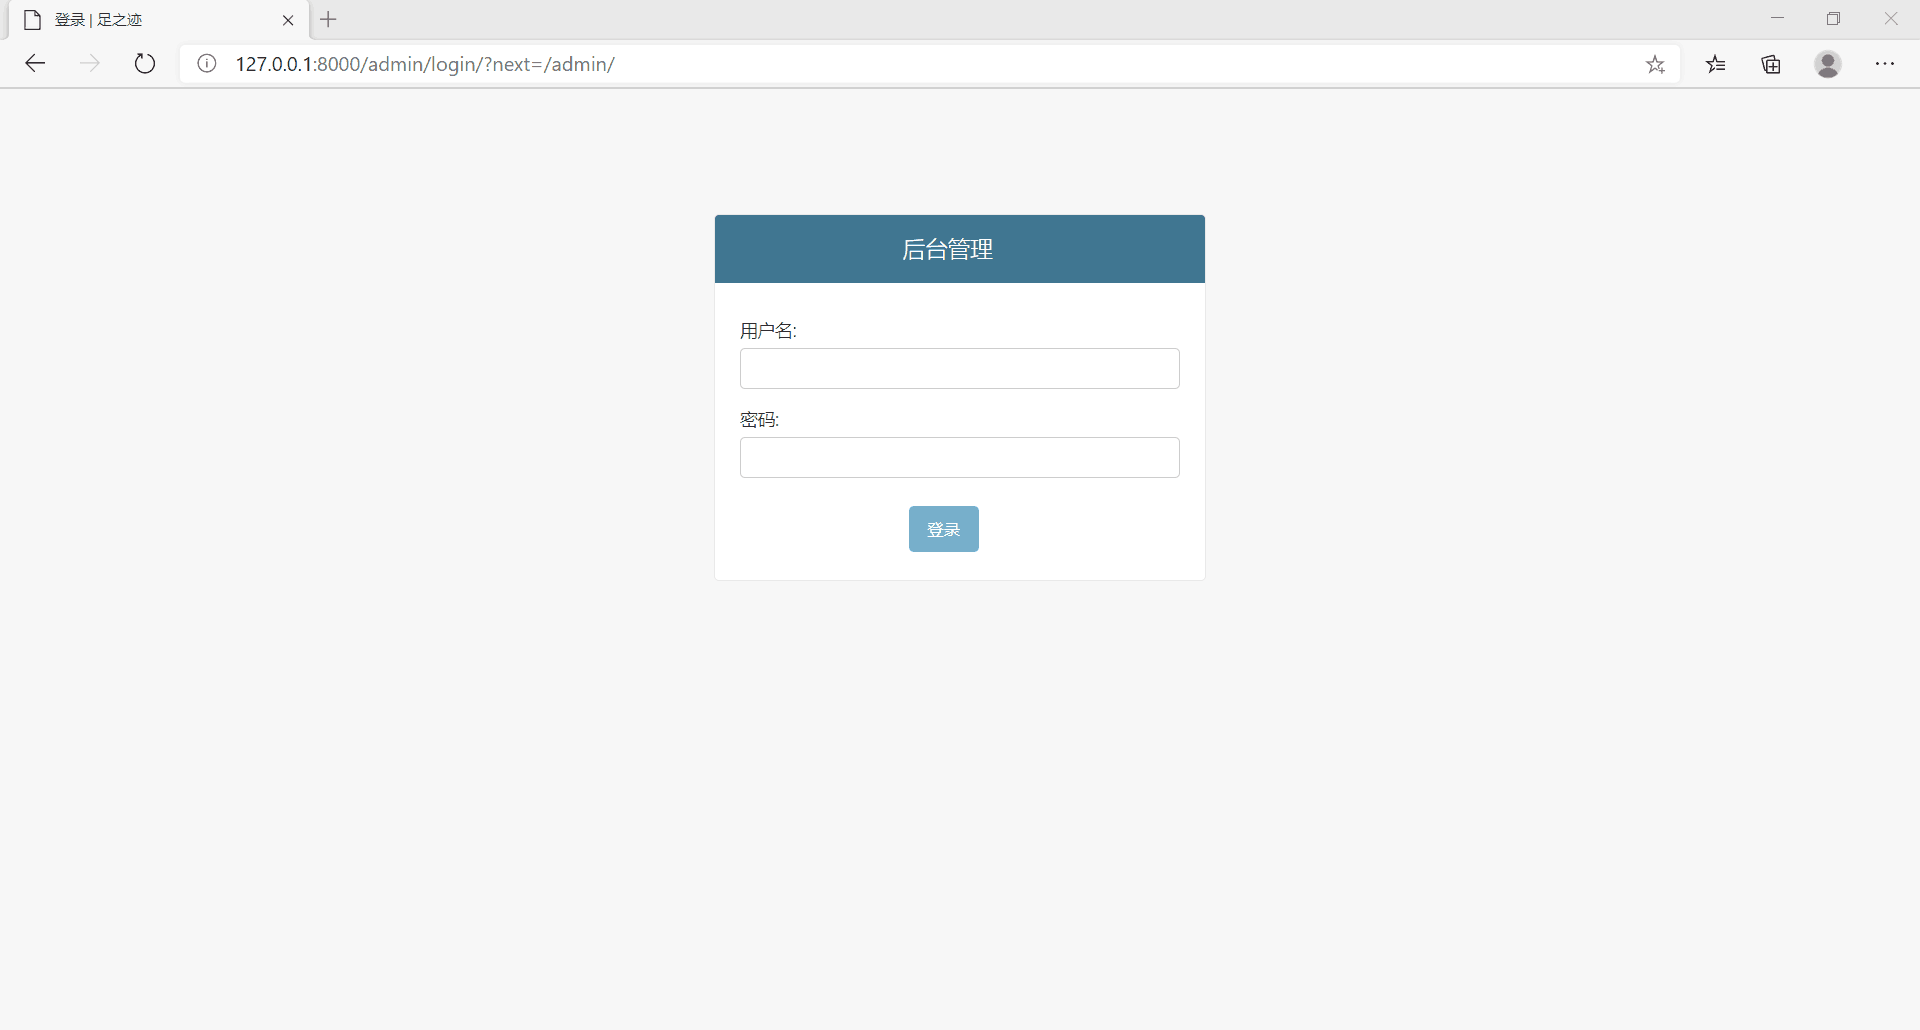 登录 | 足之迹
127.0.0.1:8000/admin/login/?next=/admin/
后台管理
用户名:
密码:
登录